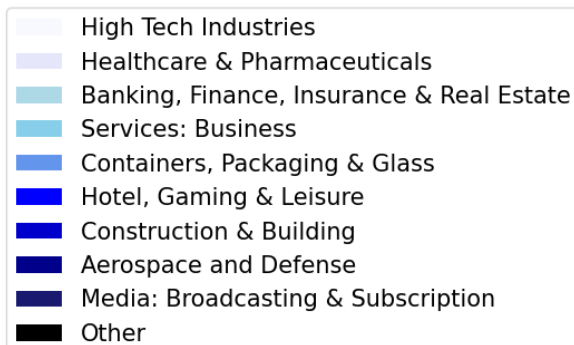 High Tech Industries
Healthcare & Pharmaceuticals
Banking, Finance, Insurance & Real Estate
Services: Business
Containers, Packaging & Glass
Hotel, Gaming & Leisure
Construction & Building
Aerospace and Defense
Media: Broadcasting & Subscription
Other